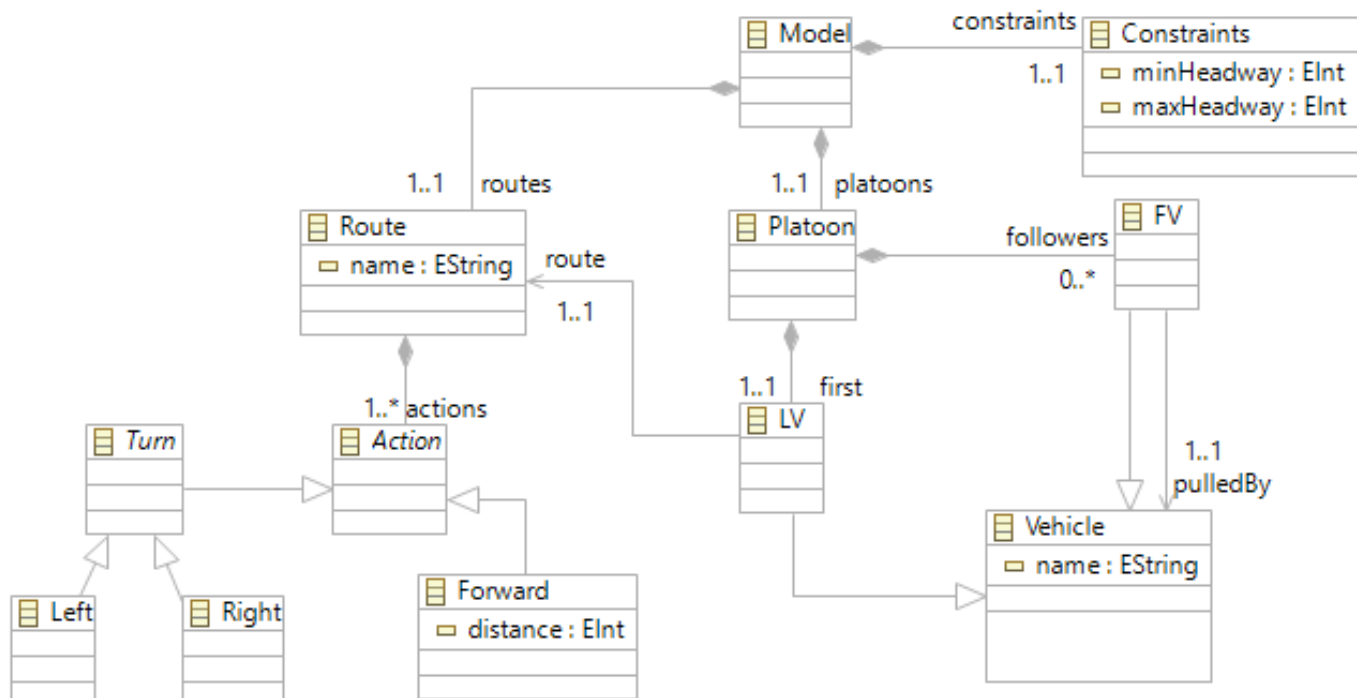 Model
constraints
Constraints
1..1
minHeadway : EInt
maxHeadway : EInt
1..1 routes
1..1 platoons
Route
name : EString
Platoon
FV
followers
0..*
route
1..1
1..* actions
1..1 first
Turn
Action
LV
1..1
pulledBy
Vehicle
name : EString
Left
Right
Forward
distance : EInt